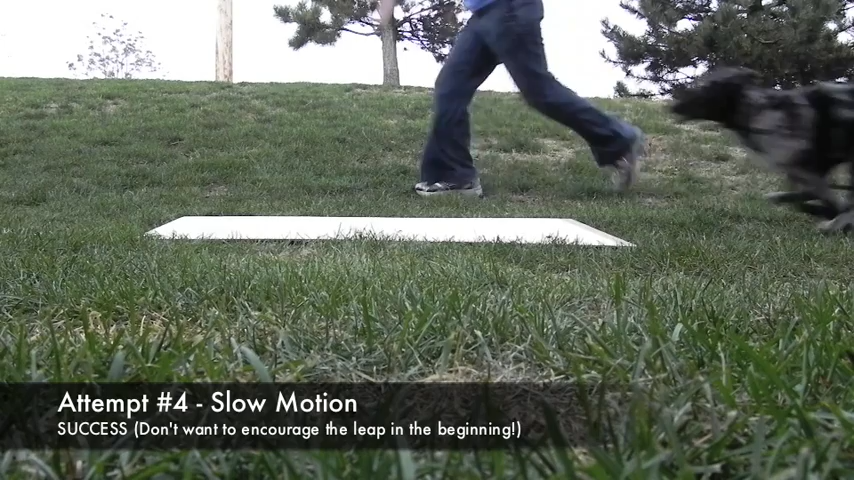 Attempt #4 - Slow Motion
SUCCESS (Don't want to encourage the leap in the beginning!)